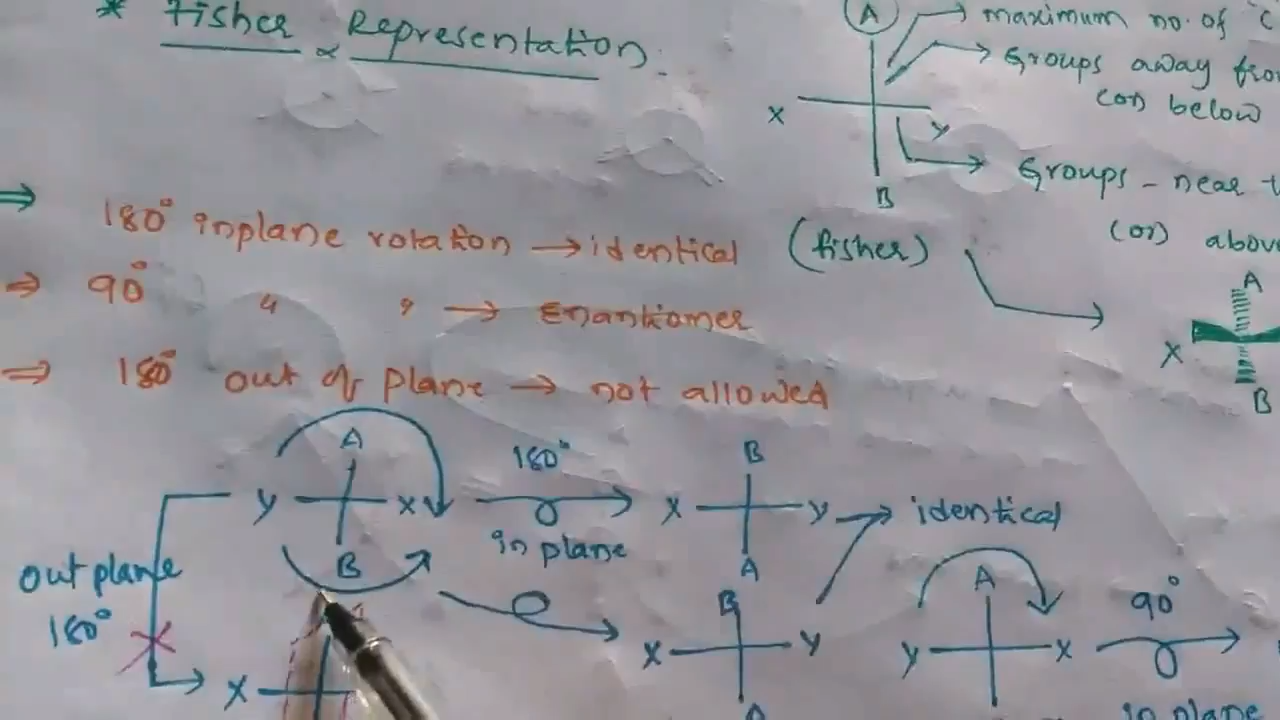 * Fisher Representation.
A
maximum no. of C
Groups away from
(or) below
X
Y
B
Groups - near
(or) above
⇒ 180° inplane rotation → identical
(fisher)
⇒ 90° " " → Enantiomer
⇒ 180° out of plane → not allowed
A
X
B
A
Y X
B
180°
in plane
B
X Y
A
identical
out plane
180°
X
B
X Y
A
A
Y X
90°
in plane